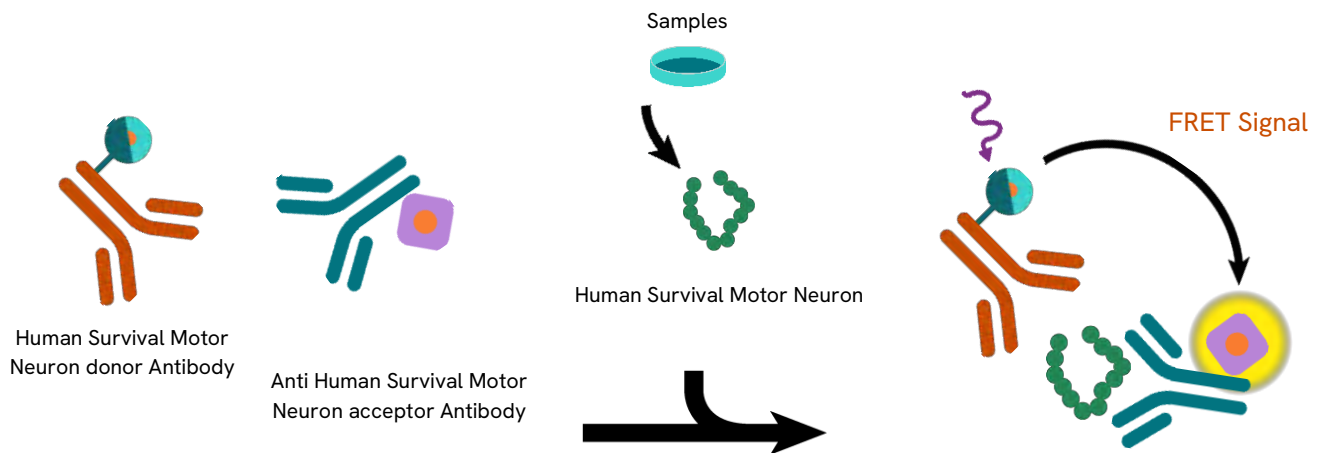 Samples
FRET Signal
Human Survival Motor Neuron
Human Survival Motor
Neuron donor Antibody
Anti Human Survival Motor
Neuron acceptor Antibody